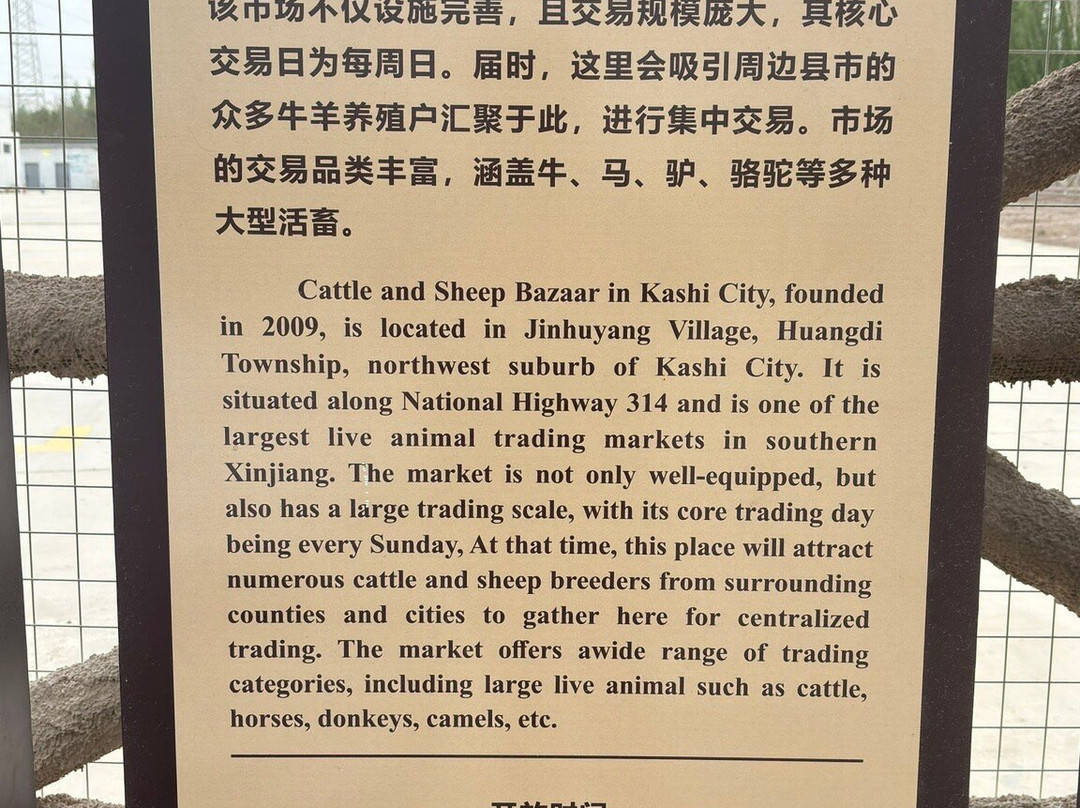 该市场不仅设施完善，且交易规模庞大，其核心
交易日为每周日。届时，这里会吸引周边县市的
众多牛羊养殖户汇聚于此，进行集中交易。市场
的交易品类丰富，涵盖牛、马、驴、骆驼等多种
大型活畜。
Cattle and Sheep Bazaar in Kashi City, founded
in 2009, is located in Jinhuyang Village, Huangdi
Township, northwest suburb of Kashi City. It is
situated along National Highway 314 and is one of the
largest live animal trading markets in southern
Xinjiang. The market is not only well-equipped, but
also has a large trading scale, with its core trading day
being every Sunday, At that time, this place will attract
numerous cattle and sheep breeders from surrounding
counties and cities to gather here for centralized
trading. The market offers awide range of trading
categories, including large live animal such as cattle,
horses, donkeys, camels, etc.
开放时间